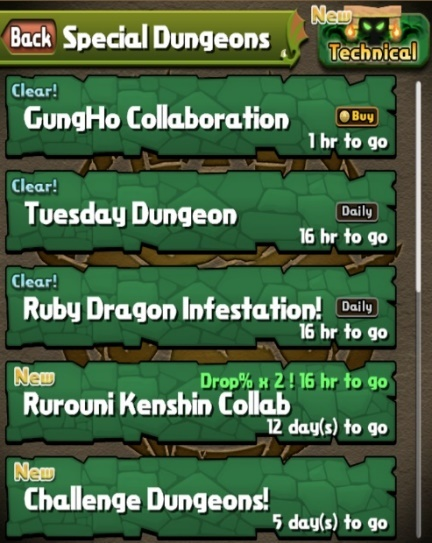 Back
Special Dungeons
New
Technical
Clear!
GungHo Collaboration
Buy
1 hr to go
Clear!
Tuesday Dungeon
Daily
16 hr to go
Clear!
Ruby Dragon Infestation!
Daily
16 hr to go
New
Drop% x 2 ! 16 hr to go
Rurouni Kenshin Collab
12 day(s) to go
New
Challenge Dungeons!
5 day(s) to go